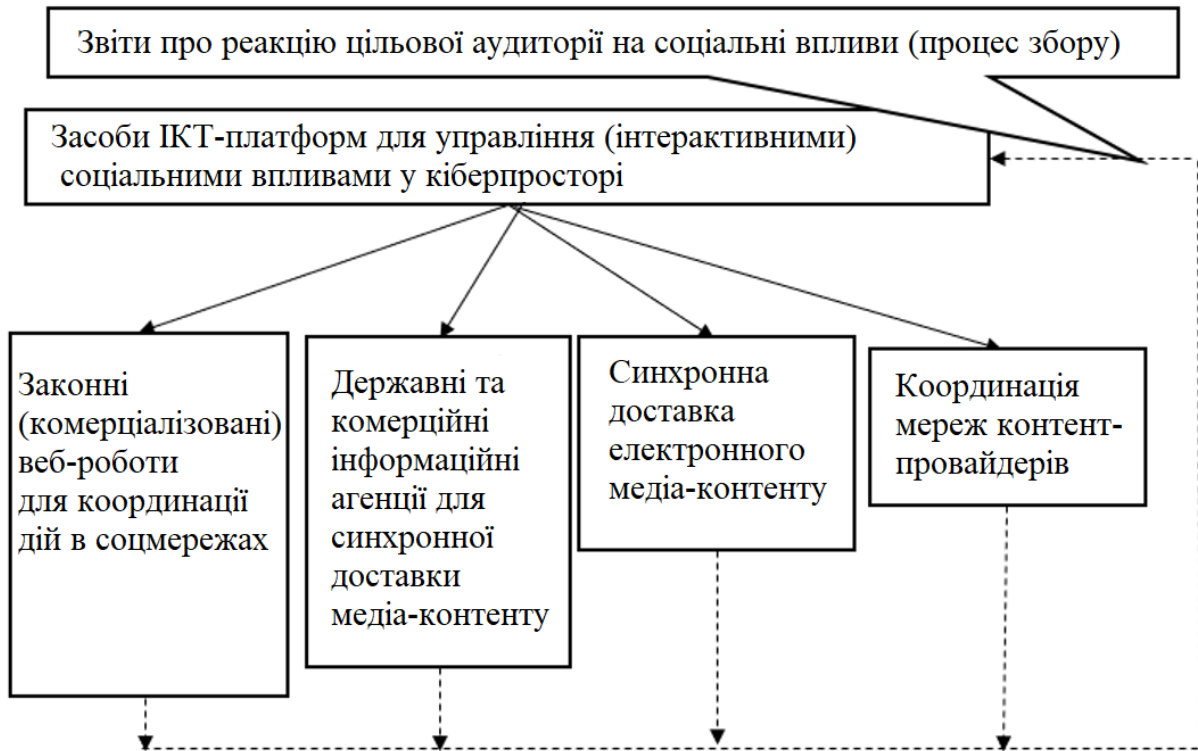 Звіти про реакцію цільової аудиторії на соціальні впливи (процес збору)
Засоби ІКТ-платформ для управління (інтерактивними)
соціальними впливами у кіберпросторі
Законні
(комерціалізовані)
веб-роботи
для координації
дій в соцмережах
Державні та
комерційні
інформаційні
агенції для
синхронної
доставки
медіа-контенту
Синхронна
доставка
електронного
медіа-контенту
Координація
мереж контент-
провайдерів